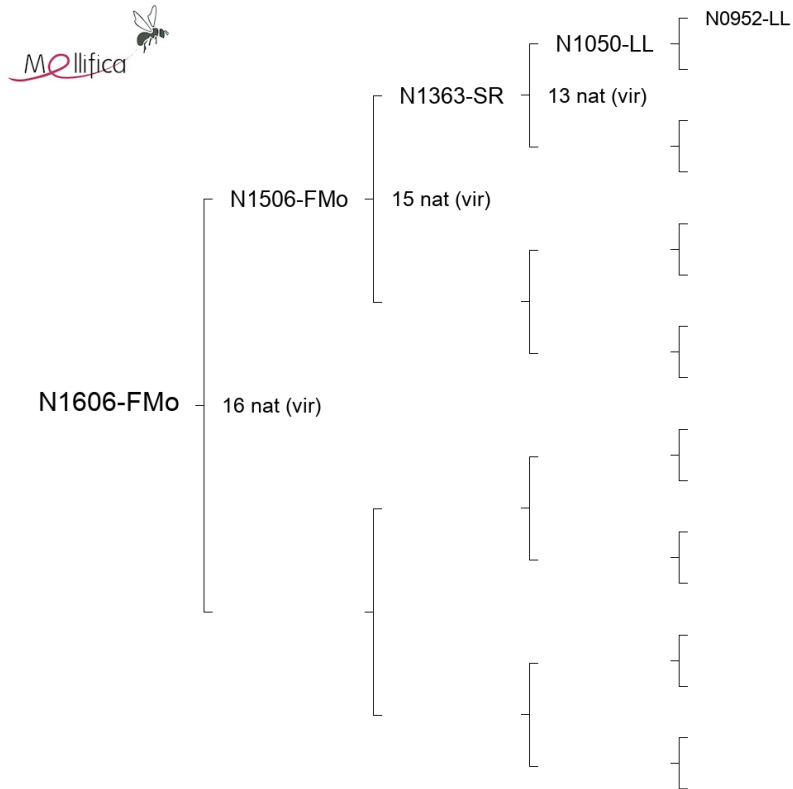 Mellifica
N0952-LL
N1050-LL
N1363-SR
13 nat (vir)
N1506-FMo
15 nat (vir)
N1606-FMo
16 nat (vir)